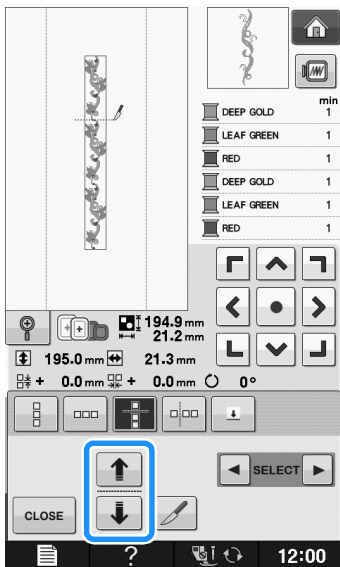 min
DEEP GOLD 1
LEAF GREEN 1
RED 1
DEEP GOLD 1
LEAF GREEN 1
RED 1
194.9 mm
21.2 mm
195.0 mm 21.3 mm
+ 0.0 mm + 0.0 mm 0°
SELECT
CLOSE
? 12:00